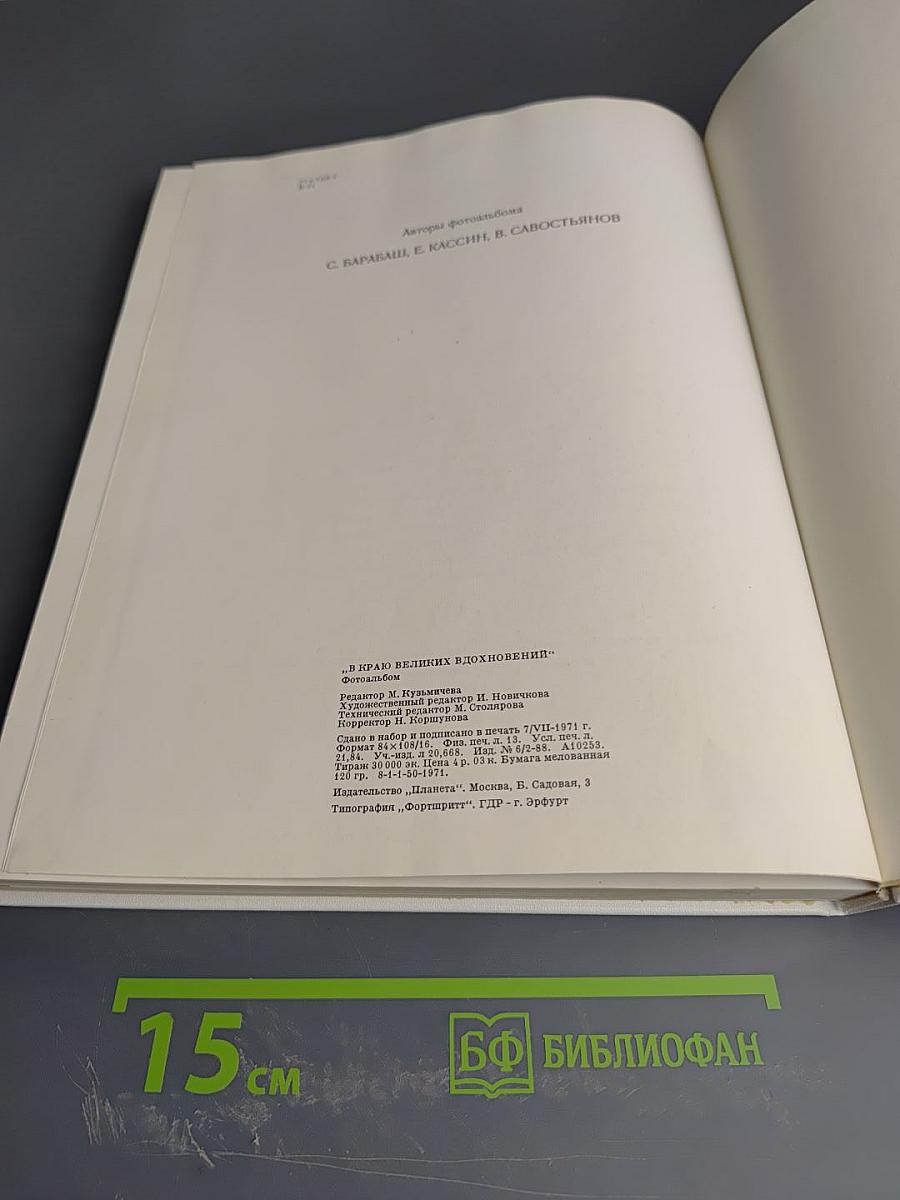 Авторы фотоальбома
С. БАРАБАШ, Е. КАССИН, В. САВОСТЬЯНОВ
„В КРАЮ ВЕЛИКИХ ВДОХНОВЕНИЙ“
Фотоальбом
Редактор М. Кузьмичева
Художественный редактор И. Новичкова
Технический редактор М. Столярова
Корректор Н. Коршунова
Сдано в набор и подписано в печать 7/VII-1971 г.
Формат 84×108/16. Физ. печ. л. 13. Усл. печ. л.
21,84. Уч.-изд. л 20,668. Изд. № 6/2-88. А10253.
Тираж 30 000 эк. Цена 4 р. 03 к. Бумага мелованная
120 гр. 8-1-1-50-1971.
Издательство „Планета“. Москва, Б. Садовая, 3
Типография „Фортшритт“. ГДР - г. Эрфурт
15 см
БФ БИБЛИОФАН